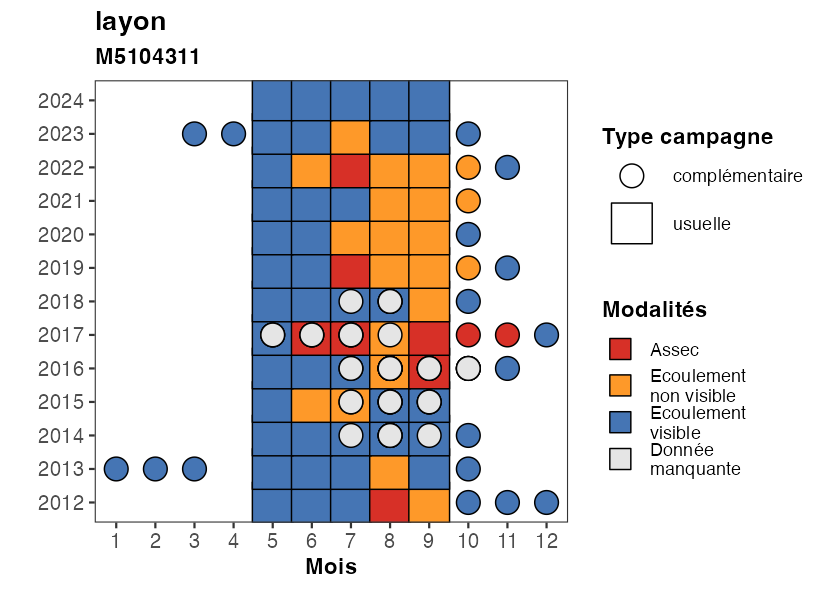 layon
M5104311
2024
2023
2022
2021
2020
2019
2018
2017
2016
2015
2014
2013
2012
1 2 3 4 5 6 7 8 9 10 11 12
Mois
Type campagne
complémentaire
usuelle
Modalités
Assec
Ecoulement
non visible
Ecoulement
visible
Donnée
manquante